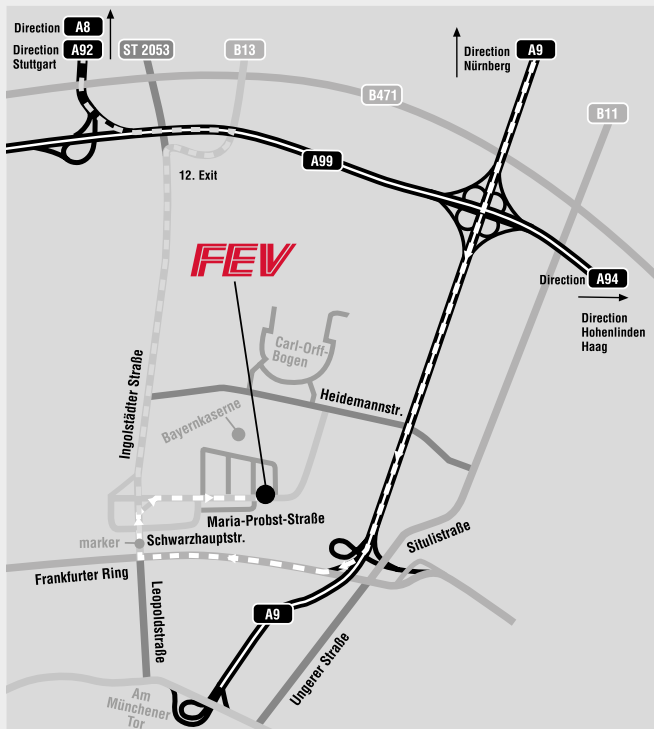 Direction A8
Direction A92
Stuttgart
ST 2053
B13
Direction A9
Nürnberg
B471
B11
A99
12. Exit
FEV
Direction A94
Direction
Hohenlinden
Haag
Carl-Orff-
Bogen
Ingolstädter Straße
Heidemannstr.
Bayernkaserne
Maria-Probst-Straße
marker
Schwarzhauptstr.
Situlistraße
Frankfurter Ring
Leopoldstraße
A9
Ungerer Straße
Am
Münchener
Tor